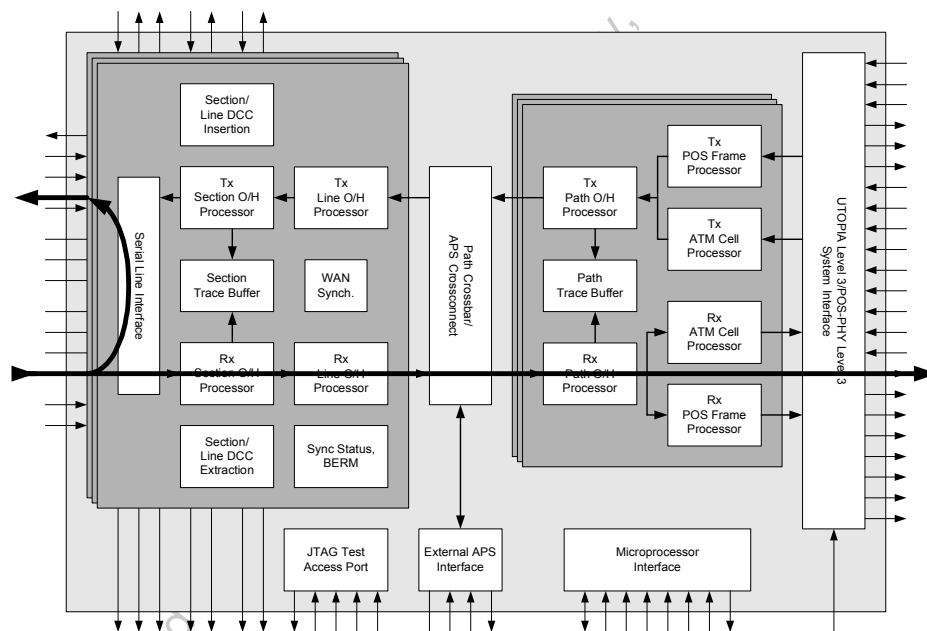 Section/
Line DCC
Insertion
Tx
Section O/H
Processor
Tx
Line O/H
Processor
Serial Line Interface
Section
Trace Buffer
WAN
Synch.
Rx
Section O/H
Processor
Rx
Line O/H
Processor
Section/
Line DCC
Extraction
Sync Status,
BERM
Path Crossbar/
APS Crossconnect
Tx
Path O/H
Processor
Path
Trace Buffer
Rx
Path O/H
Processor
Tx
POS Frame
Processor
Tx
ATM Cell
Processor
Rx
ATM Cell
Processor
Rx
POS Frame
Processor
UTOPIA Level 3/POS-PHY Level 3
System Interface
JTAG Test
Access Port
External APS
Interface
Microprocessor
Interface